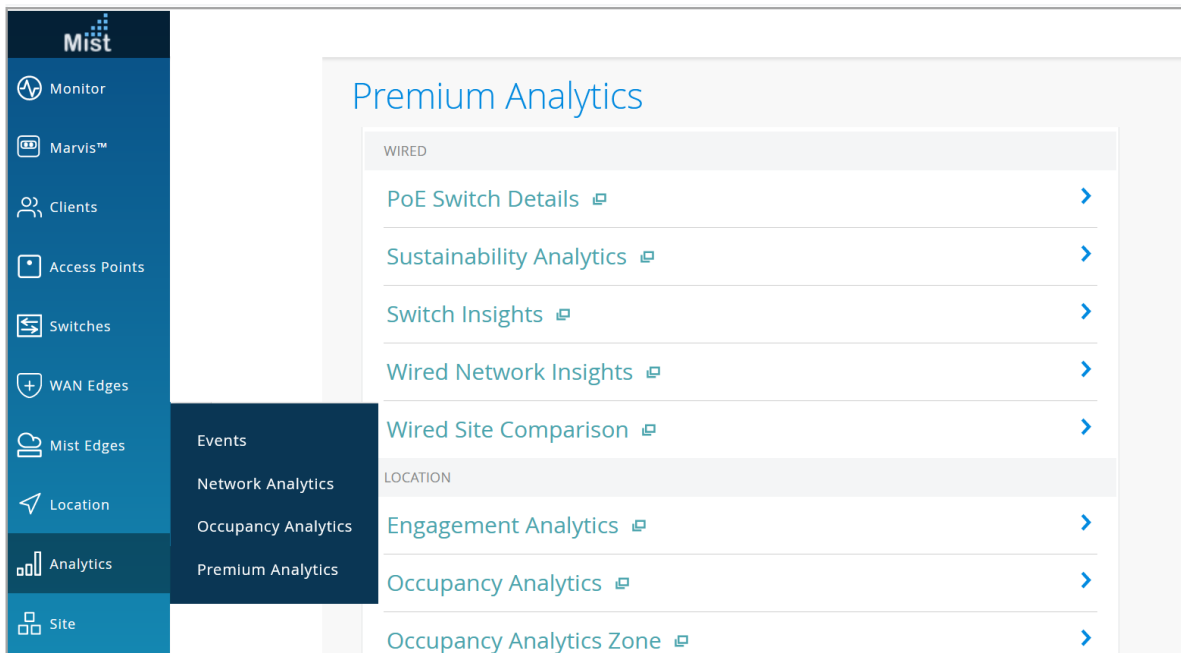 Mist
Monitor
Marvis™
Clients
Access Points
Switches
WAN Edges
Mist Edges
Location
Analytics
Site
Events
Network Analytics
Occupancy Analytics
Premium Analytics
Premium Analytics
WIRED
PoE Switch Details
Sustainability Analytics
Switch Insights
Wired Network Insights
Wired Site Comparison
LOCATION
Engagement Analytics
Occupancy Analytics
Occupancy Analytics Zone